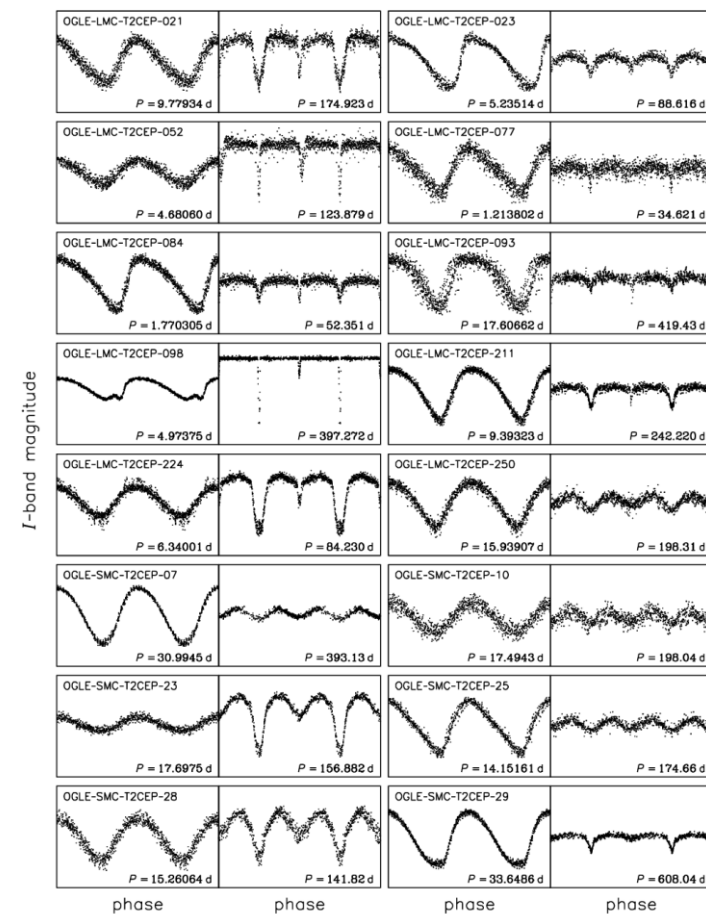 OGLE-LMC-T2CEP-021
P = 9.77934 d
P = 174.923 d
OGLE-LMC-T2CEP-023
P = 5.23514 d
P = 88.616 d
OGLE-LMC-T2CEP-052
P = 4.68060 d
P = 123.879 d
OGLE-LMC-T2CEP-077
P = 1.213802 d
P = 34.621 d
OGLE-LMC-T2CEP-084
P = 1.770305 d
P = 52.351 d
OGLE-LMC-T2CEP-093
P = 17.60662 d
P = 419.43 d
OGLE-LMC-T2CEP-098
P = 4.97375 d
P = 397.272 d
OGLE-LMC-T2CEP-211
P = 9.39323 d
P = 242.220 d
OGLE-LMC-T2CEP-224
P = 6.34001 d
P = 84.230 d
OGLE-LMC-T2CEP-250
P = 15.93907 d
P = 198.31 d
OGLE-SMC-T2CEP-07
P = 30.9945 d
P = 393.13 d
OGLE-SMC-T2CEP-10
P = 17.4943 d
P = 198.04 d
OGLE-SMC-T2CEP-23
P = 17.6975 d
P = 156.882 d
OGLE-SMC-T2CEP-25
P = 14.15161 d
P = 174.66 d
OGLE-SMC-T2CEP-28
P = 15.26064 d
P = 141.82 d
OGLE-SMC-T2CEP-29
P = 33.6486 d
P = 608.04 d
I-band magnitude
phase
phase
phase
phase